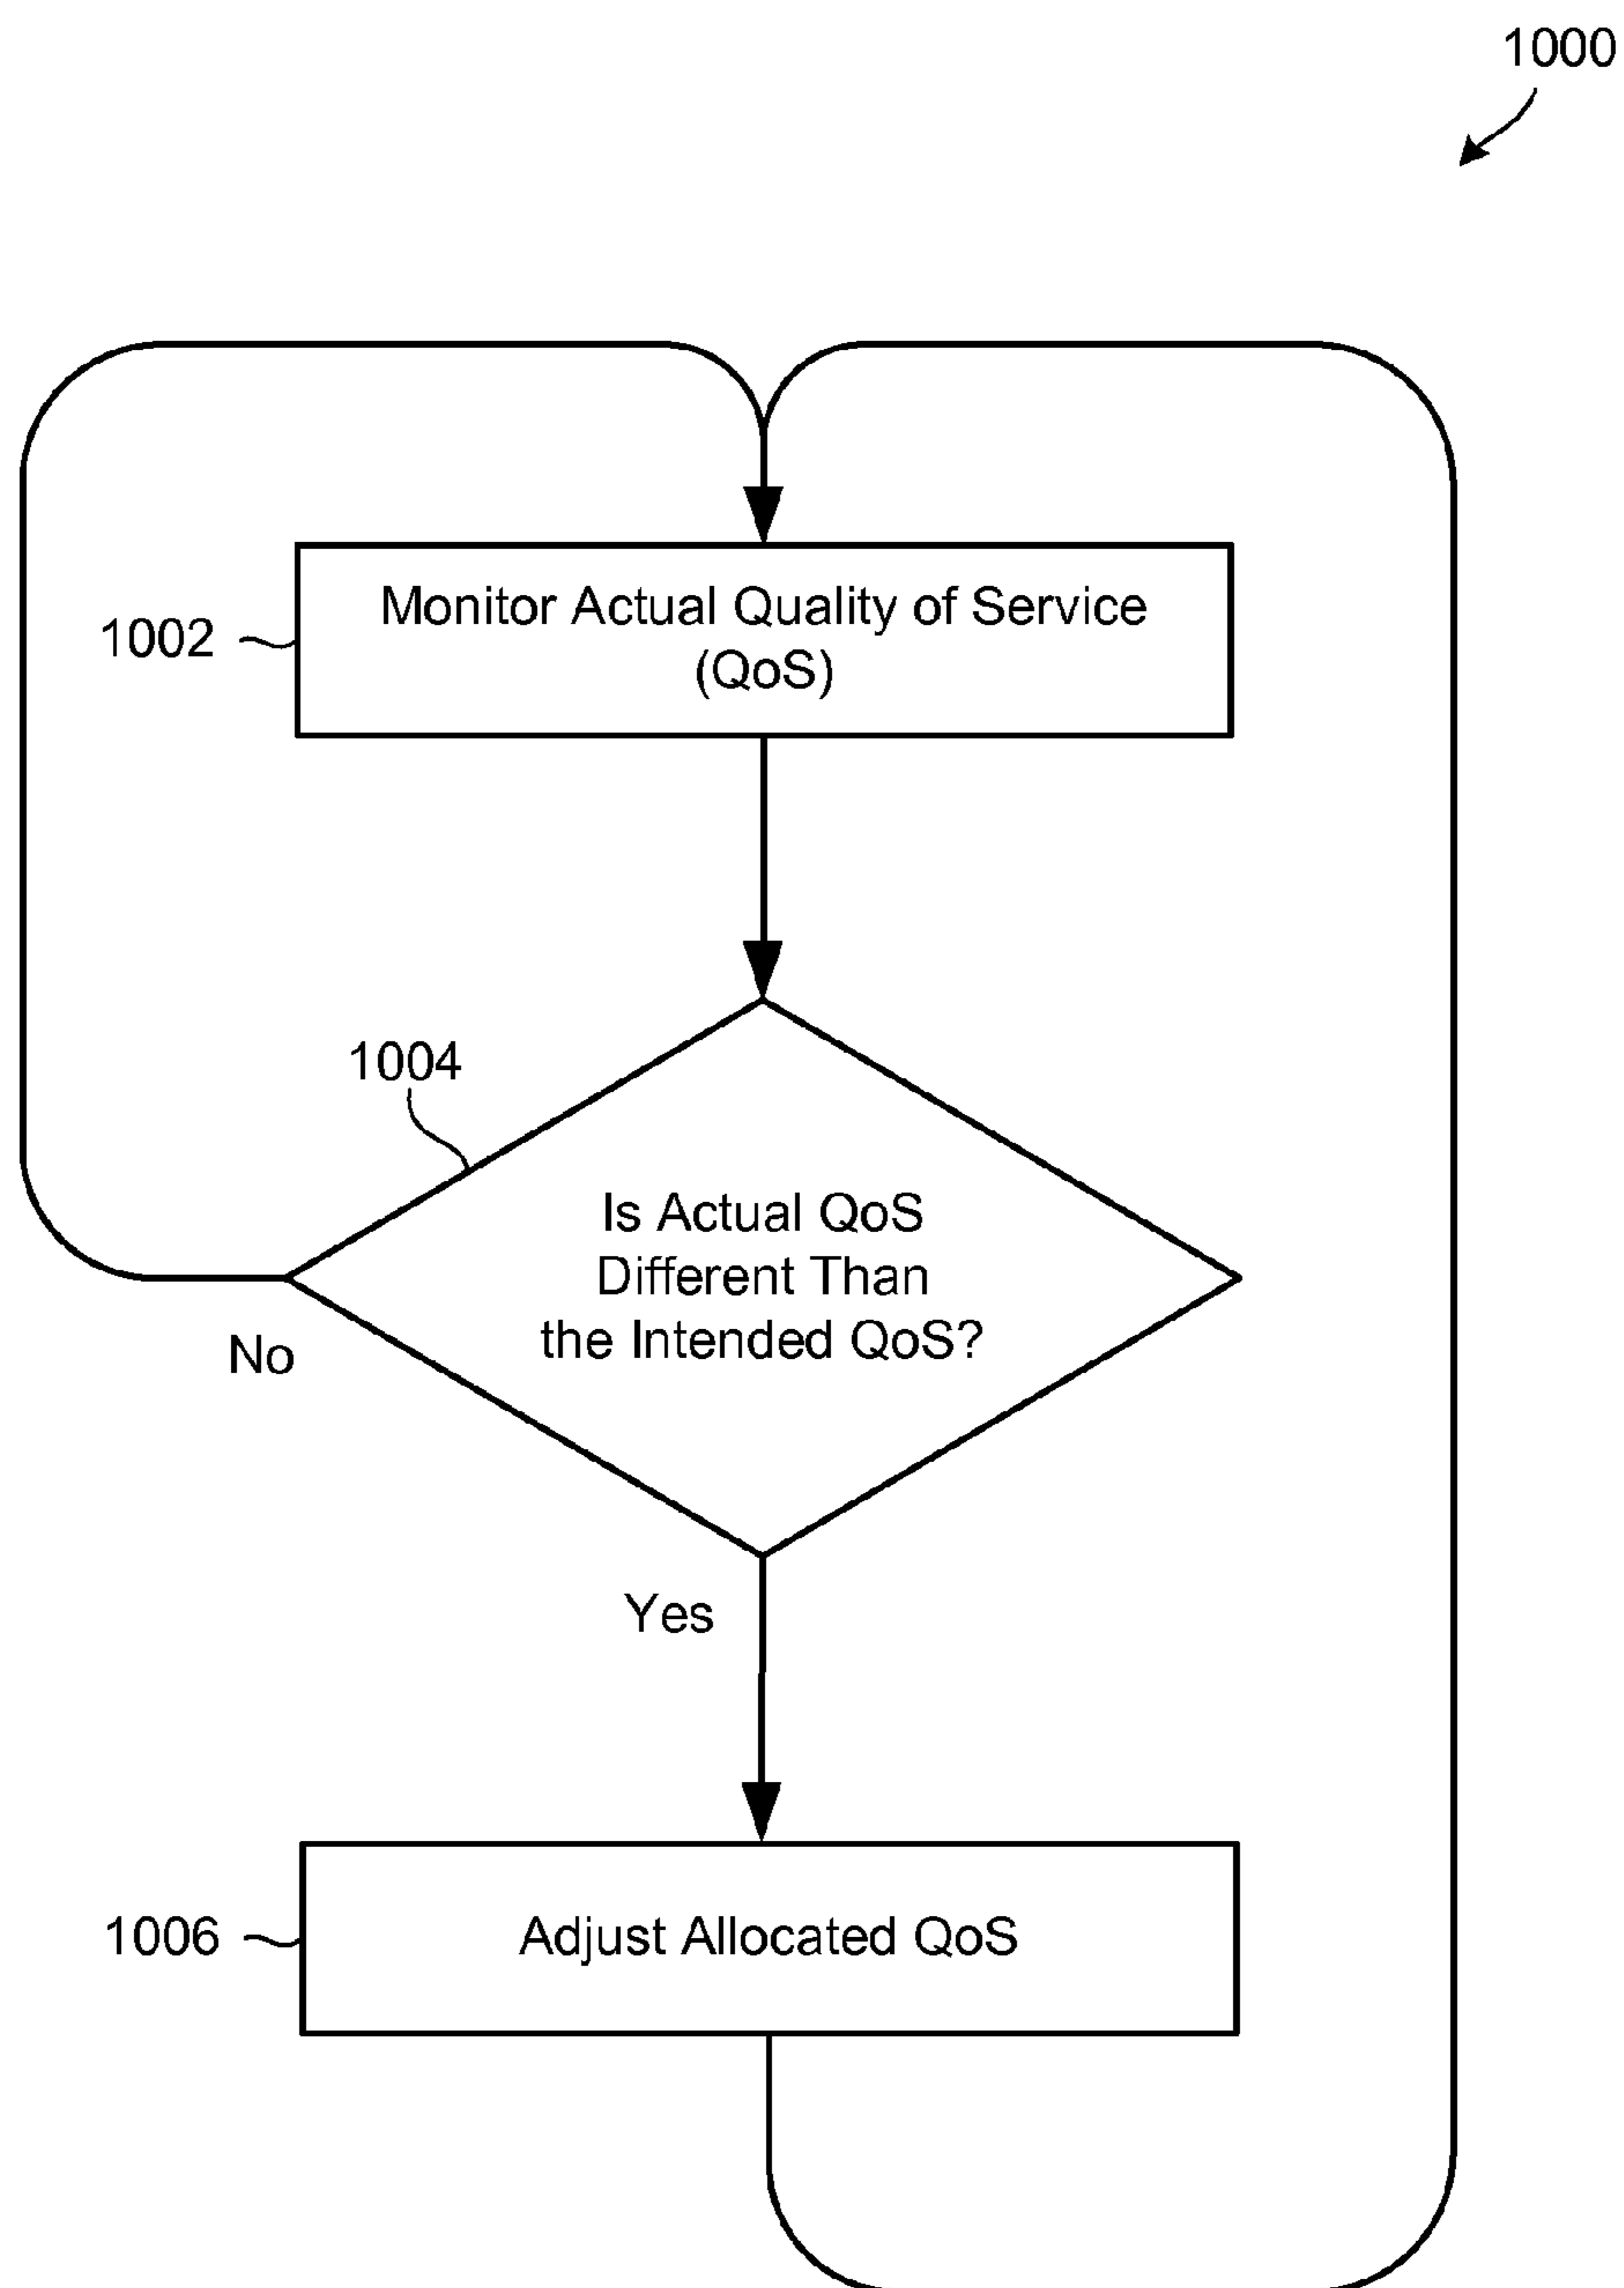 1000
Monitor Actual Quality of Service
(QoS)
1002
1004
Is Actual QoS
Different Than
the Intended QoS?
No
Yes
1006
Adjust Allocated QoS